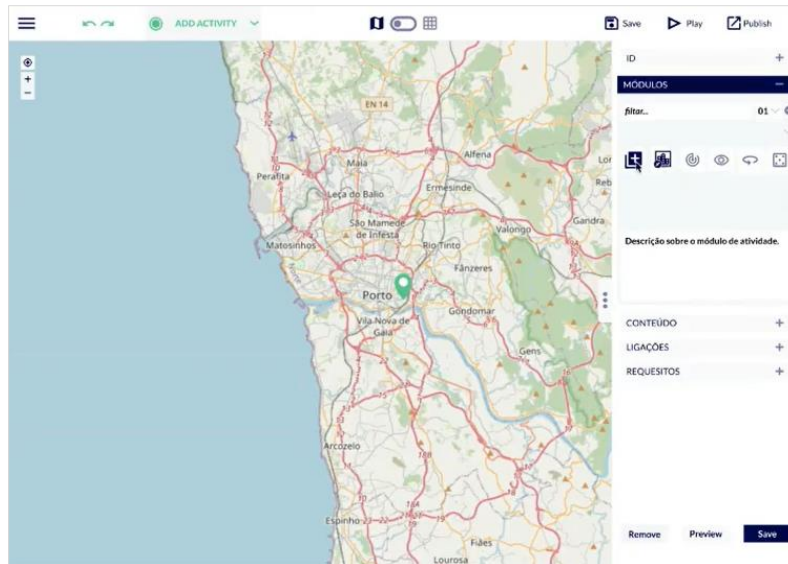 ADD ACTIVITY
Save
Play
Publish
ID
MÓDULOS
filtar...
01
Descrição sobre o módulo de atividade.
CONTEÚDO
LIGAÇÕES
REQUESITOS
Remove
Preview
Save
EN 14
Maia
Alfena
Perafita
Leça do Balio
Ermesinde
São Mamede
de Infesta
Valongo
Gandra
Matosinhos
Rio Tinto
Fânzeres
Porto
Gondomar
Vila Nova de
Gaia
Gens
Arcozelo
Espinho
Fiães
Lourosa